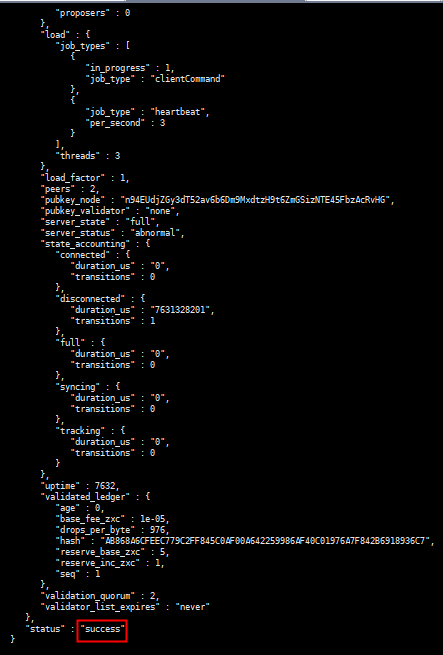 "proposers" : 0
},
"load" : {
"job_types" : [
{
"in_progress" : 1,
"job_type" : "clientCommand"
},
{
"job_type" : "heartbeat",
"per_second" : 3
}
],
"threads" : 3
},
"load_factor" : 1,
"peers" : 2,
"pubkey_node" : "n94EUdjZGy3dT52av6b6Dm9MxdtzH9t6ZmGSizNTE45FbzAcRvHG",
"pubkey_validator" : "none",
"server_state" : "full",
"server_status" : "abnormal",
"state_accounting" : {
"connected" : {
"duration_us" : "0",
"transitions" : 0
},
"disconnected" : {
"duration_us" : "7631328201",
"transitions" : 1
},
"full" : {
"duration_us" : "0",
"transitions" : 0
},
"syncing" : {
"duration_us" : "0",
"transitions" : 0
},
"tracking" : {
"duration_us" : "0",
"transitions" : 0
}
},
"uptime" : 7632,
"validated_ledger" : {
"age" : 0,
"base_fee_zxc" : 1e-05,
"drops_per_byte" : 976,
"hash" : "AB868A6CFEEC779C2FF845C0AF00A642259986AF40C01976A7F842B6918936C7",
"reserve_base_zxc" : 5,
"reserve_inc_zxc" : 1,
"seq" : 1
},
"validation_quorum" : 2,
"validator_list_expires" : "never"
},
"status" : "success"
}